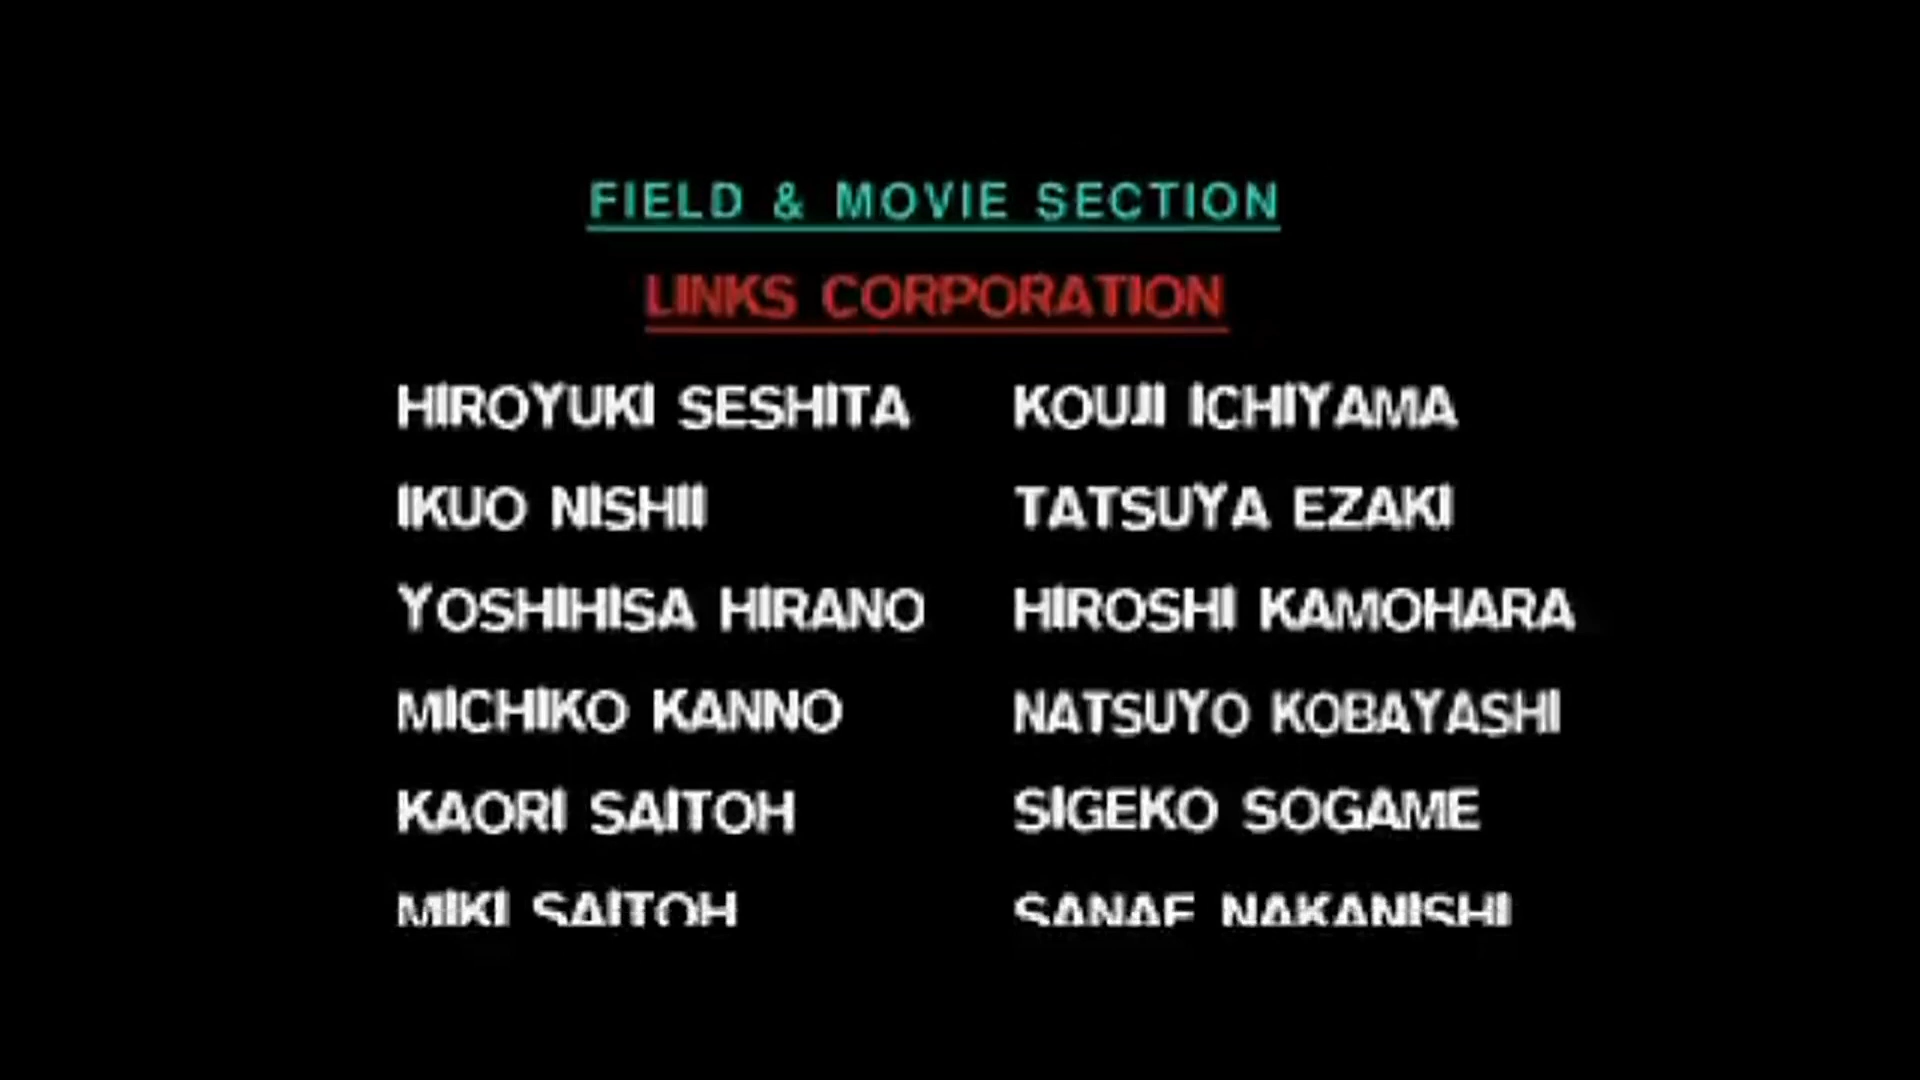 FIELD & MOVIE SECTION
LINKS CORPORATION
HIROYUKI SESHITA KOUJI ICHIYAMA
IKUO NISHII TATSUYA EZAKI
YOSHIHISA HIRANO HIROSHI KAMOHARA
MICHIKO KANNO NATSUYO KOBAYASHI
KAORI SAITOH SIGEKO SOGAME
MIKI SAITOH SANAE NAKANISHI